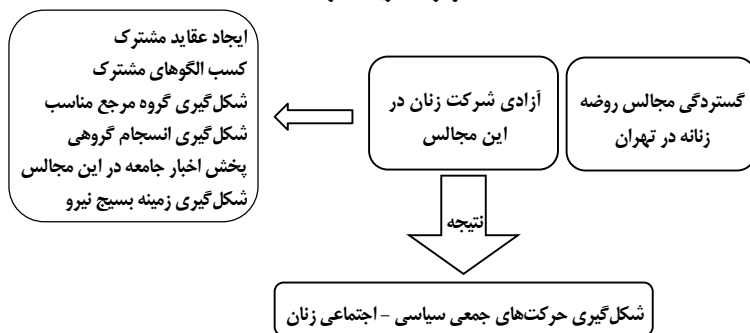 گستردگی مجالس روضه
زنانه در تهران
آزادی شرکت زنان در
این مجالس
ایجاد عقاید مشترک
کسب الگوهای مشترک
شکل‌گیری گروه مرجع مناسب
شکل‌گیری انسجام گروهی
پخش اخبار جامعه در این مجالس
شکل‌گیری زمینه بسیج نیرو
نتیجه
شکل‌گیری حرکت‌های جمعی سیاسی – اجتماعی زنان